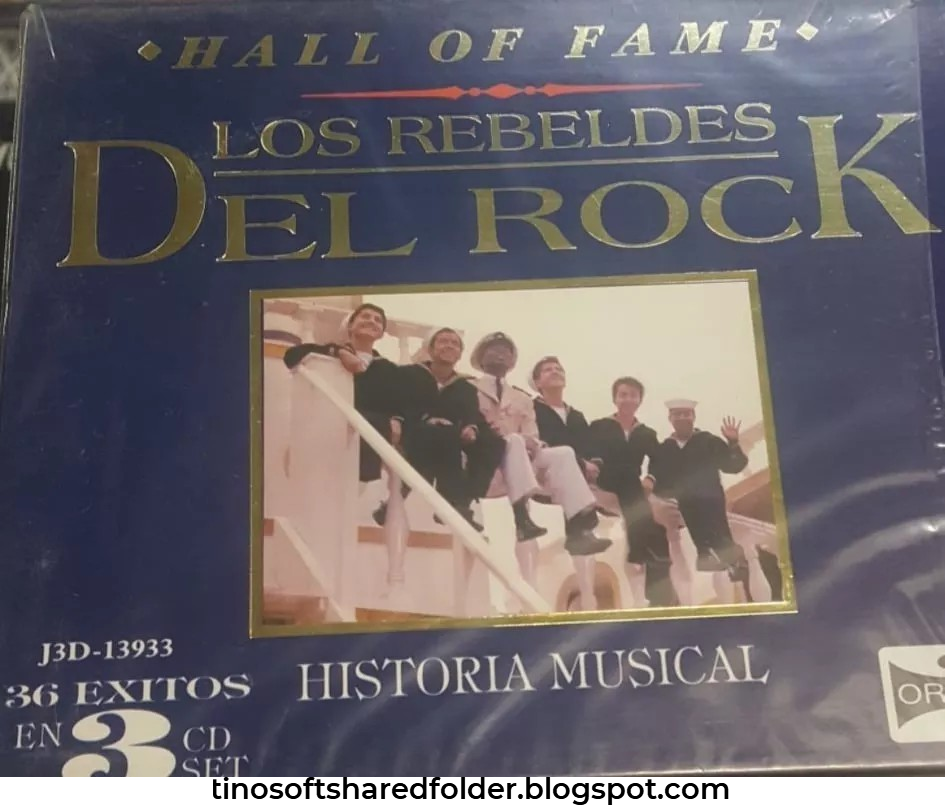 HALL OF FAME
LOS REBELDES
DEL ROCK
J3D-13933
36 EXITOS
EN 3 CD
SET
HISTORIA MUSICAL
tinosoftsharedfolder.blogspot.com